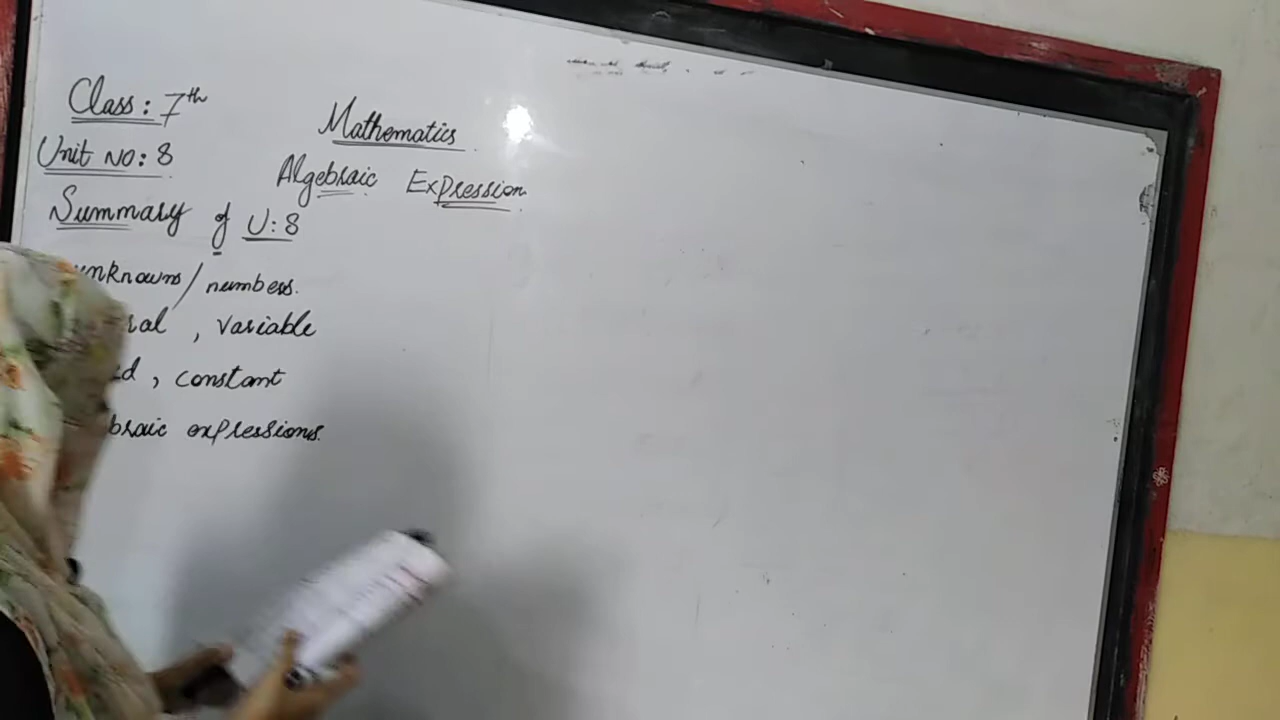 Class: 7th
Mathematics
Unit NO: 8
Algebraic Expression
Summary of U:8
unknowns/numbers.
, variable
, constant
expressions.